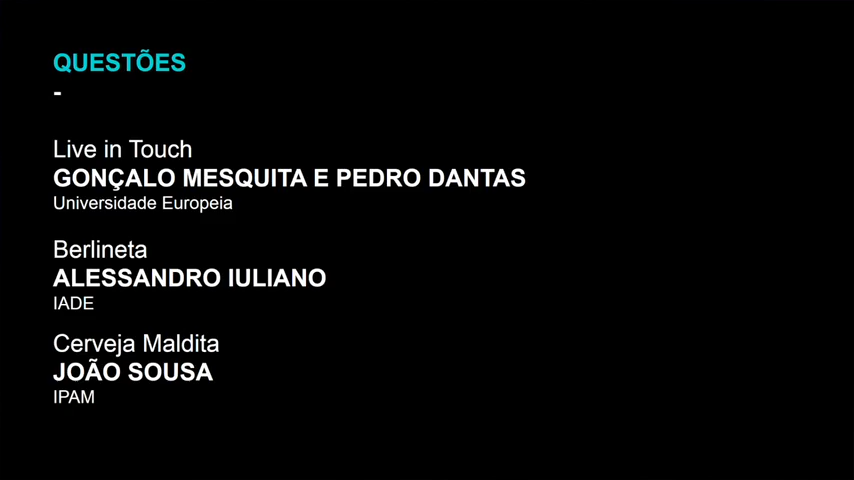 QUESTÕES
-
Live in Touch
GONÇALO MESQUITA E PEDRO DANTAS
Universidade Europeia
Berlineta
ALESSANDRO IULIANO
IADE
Cerveja Maldita
JOÃO SOUSA
IPAM